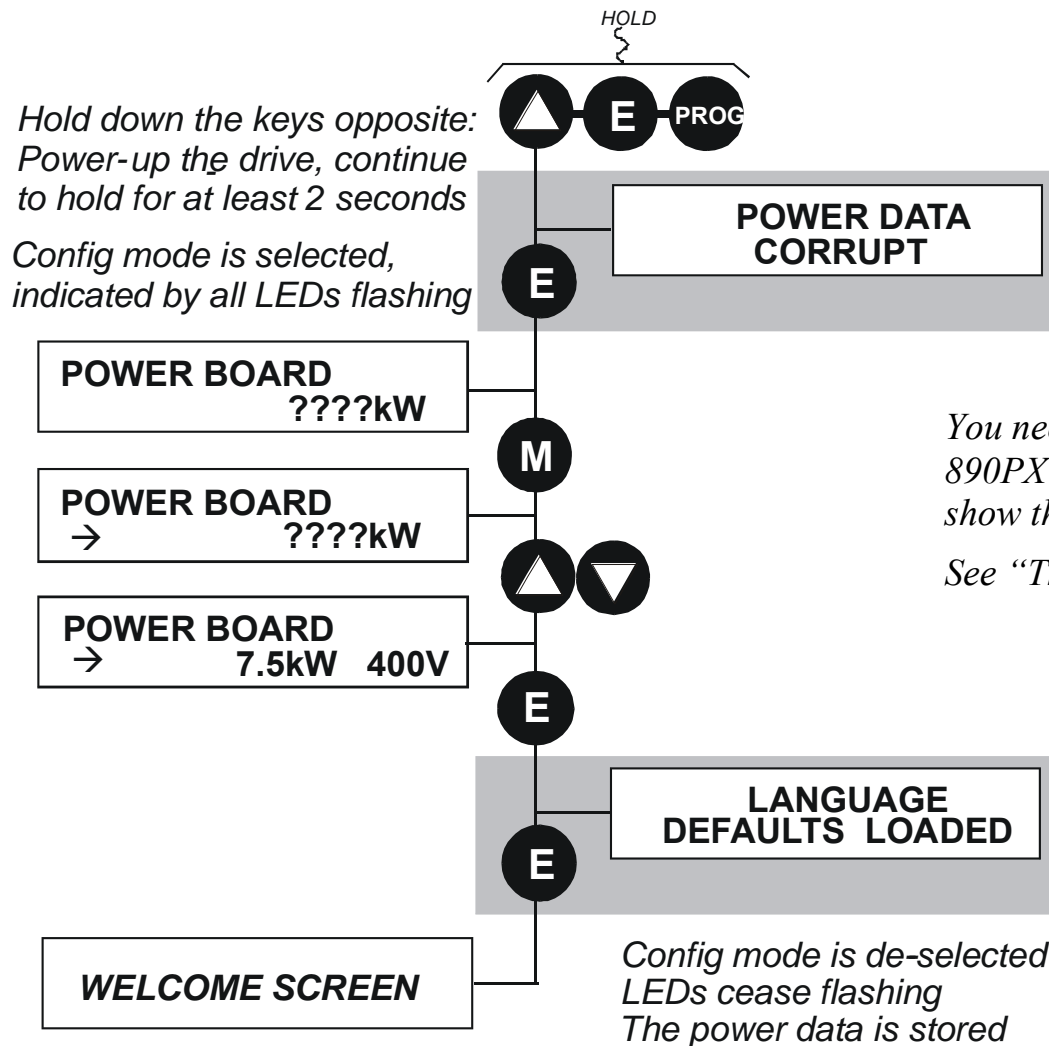 HOLD
E PROG
Hold down the keys opposite:
Power-up the drive, continue
to hold for at least 2 seconds
POWER DATA
CORRUPT
Config mode is selected,
indicated by all LEDs flashing
E
POWER BOARD
????kW
M
You
890PX
show
See
POWER BOARD
→ ????kW
POWER BOARD
→ 7.5kW 400V
E
LANGUAGE
DEFAULTS LOADED
E
WELCOME SCREEN
Config mode is de-selected
LEDs cease flashing
The power data is stored